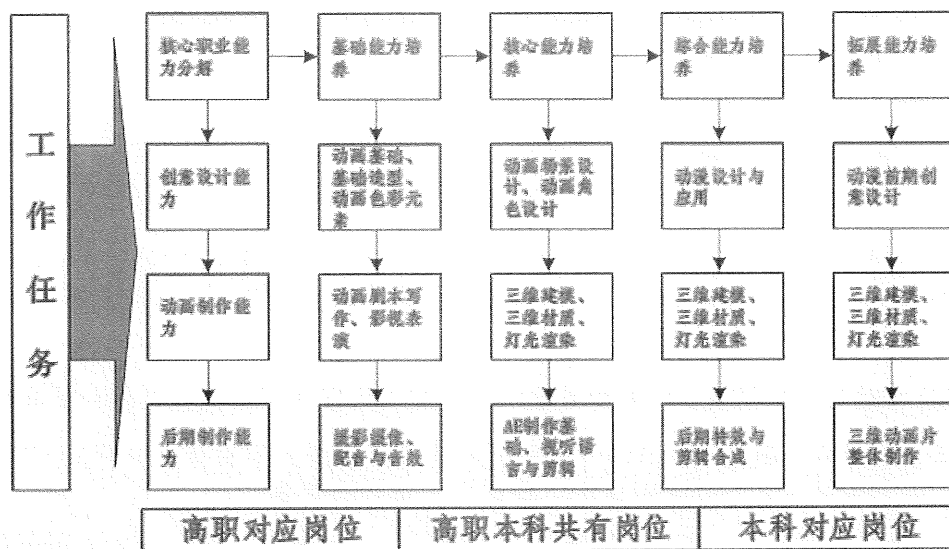 工
作
任
务
核心职业能
力分解
基础能力培
养
核心能力培
养
综合能力培
养
拓展能力培
养
创意设计能
力
动画基础、
基础造型、
动画色彩元
素
动画场景设
计、动画角
色设计
动漫设计与
应用
动漫前期创
意设计
动画制作能
力
动画剧本写
作、影视表
演
三维建模、
三维材质、
灯光渲染
三维建模、
三维材质、
灯光渲染
三维建模、
三维材质、
灯光渲染
后期制作能
力
摄影摄像、
配音与音效
AE制作基
础、视听语
言与剪辑
后期特效与
剪辑合成
三维动画片
整体制作
高职对应岗位
高职本科共有岗位
本科对应岗位